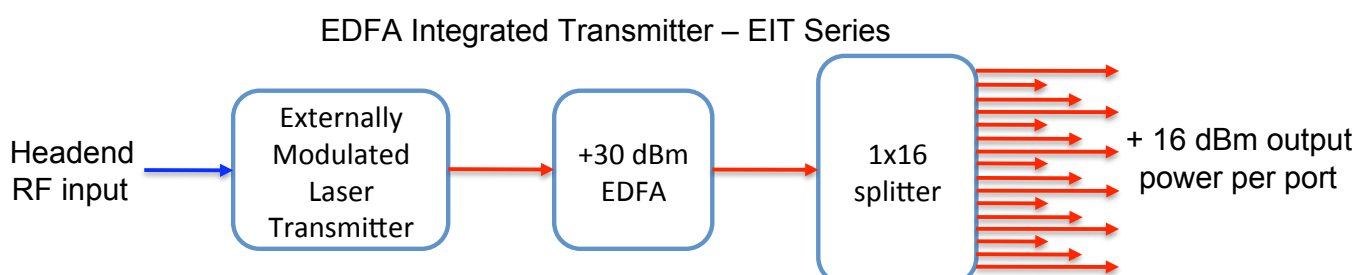 EDFA Integrated Transmitter – EIT Series
Headend
RF input
Externally
Modulated
Laser
Transmitter
+30 dBm
EDFA
1x16
splitter
+ 16 dBm output
power per port